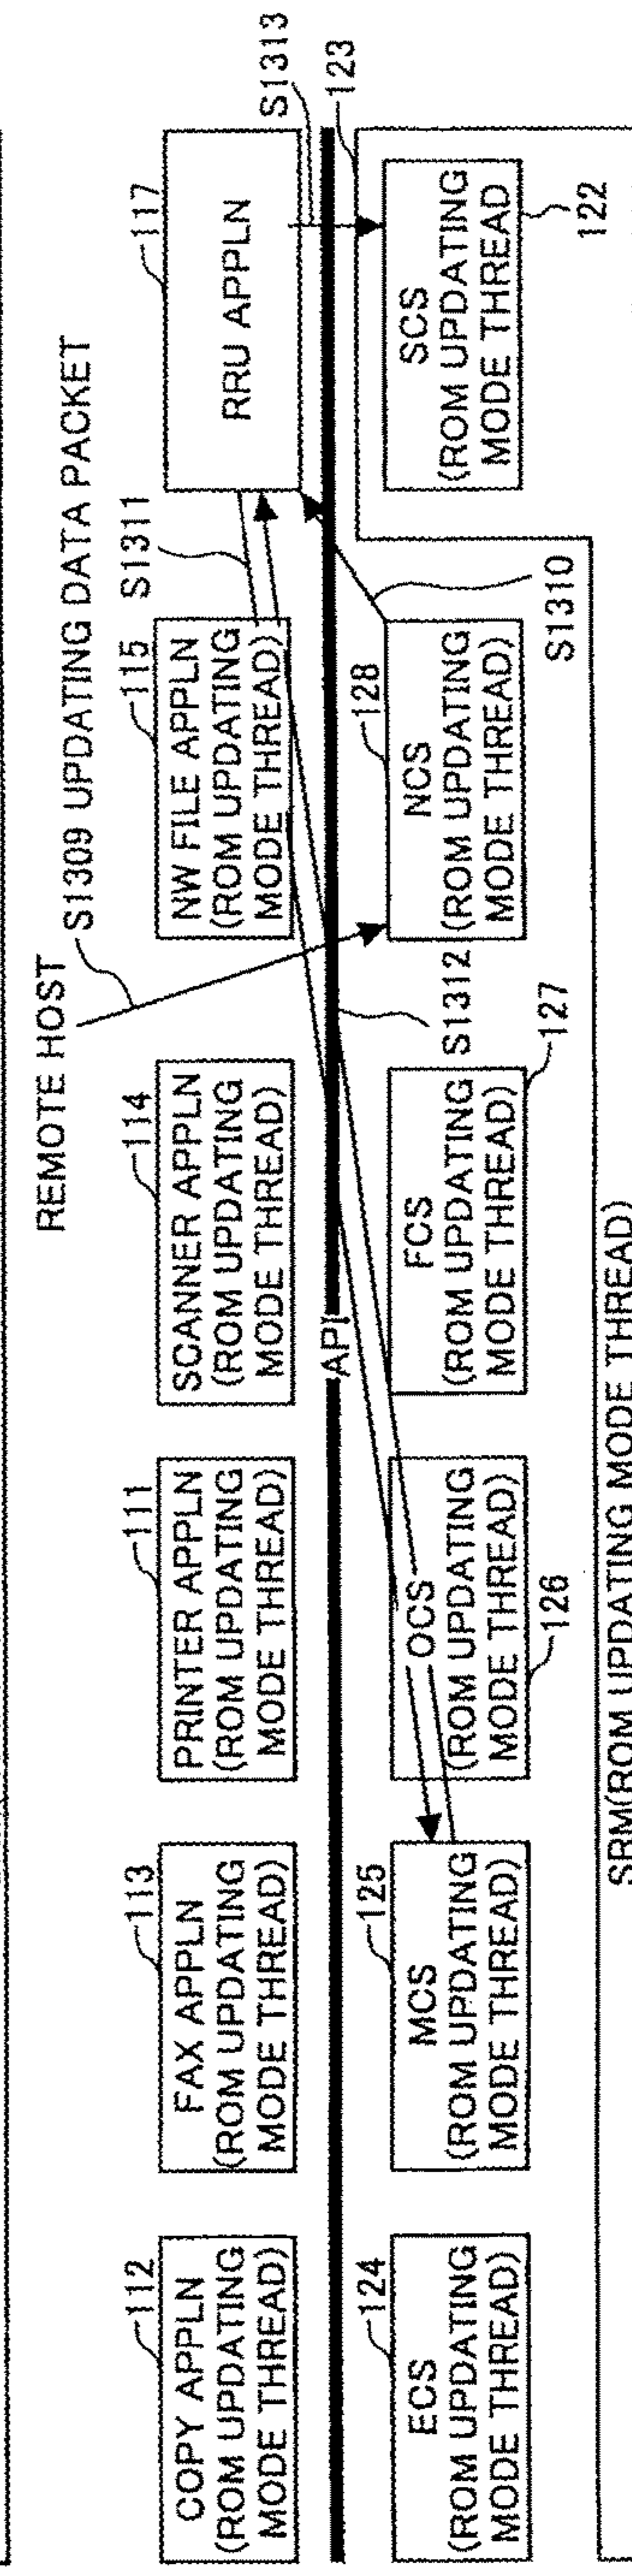 REMOTE HOST
S1309 UPDATING DATA PACKET
112
COPY APPLN
(ROM UPDATING
MODE THREAD)
113
FAX APPLN
(ROM UPDATING
MODE THREAD)
111
PRINTER APPLN
(ROM UPDATING
MODE THREAD)
114
SCANNER APPLN
(ROM UPDATING
MODE THREAD)
115
NW FILE APPLN
(ROM UPDATING
MODE THREAD)
S1311
117
RRU APPLN
S1313
API
123
124
ECS
(ROM UPDATING
MODE THREAD)
125
MCS
(ROM UPDATING
MODE THREAD)
OCS
(ROM UPDATING
MODE THREAD)
126
FCS
(ROM UPDATING
MODE THREAD)
127
S1312
128
NCS
(ROM UPDATING
MODE THREAD)
S1310
SCS
(ROM UPDATING
MODE THREAD
122
SRM(ROM UPDATING MODE THREAD)